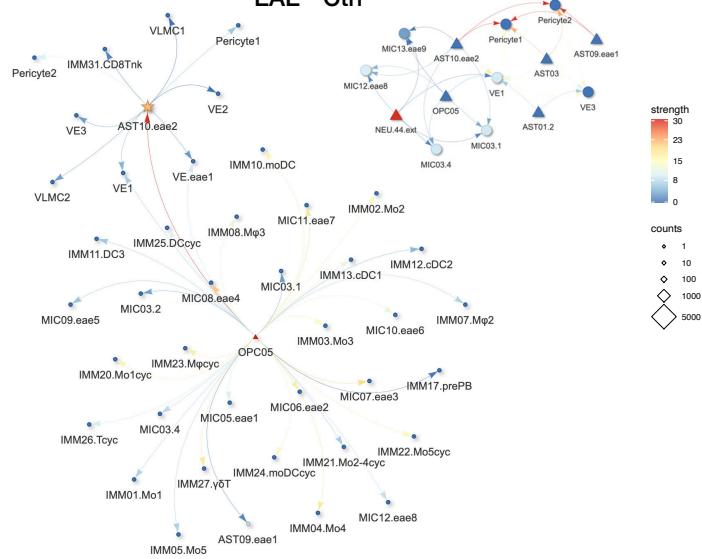 VLMC1
Pericyte1
IMM31.CD8Tnk
Pericyte2
VE2
AST10.eae2
VE3
VE1
VE.eae1
VLMC2
Pericyte2
Pericyte1
MIC13.eae9
AST10.eae2
AST09.eae1
AST03
MIC12.eae8
VE1
OPC05
VE3
NEU.44.ext
AST01.2
MIC03.1
MIC03.4
IMM10.moDC
IMM02.Mo2
MIC11.eae7
IMM08.Mφ3
IMM25.DCcyc
IMM11.DC3
IMM12.cDC2
IMM13.cDC1
MIC03.1
MIC08.eae4
MIC03.2
MIC09.eae5
IMM07.Mφ2
MIC10.eae6
IMM03.Mo3
OPC05
IMM23.Mφcyc
IMM20.Mo1cyc
IMM17.prePB
MIC07.eae3
MIC06.eae2
MIC05.eae1
MIC03.4
IMM26.Tcyc
IMM22.Mo5cyc
IMM21.Mo2-4cyc
IMM24.moDCcyc
IMM27.γδT
IMM01.Mo1
MIC12.eae8
IMM04.Mo4
AST09.eae1
IMM05.Mo5
strength
30
23
15
8
0
counts
1
10
100
1000
5000